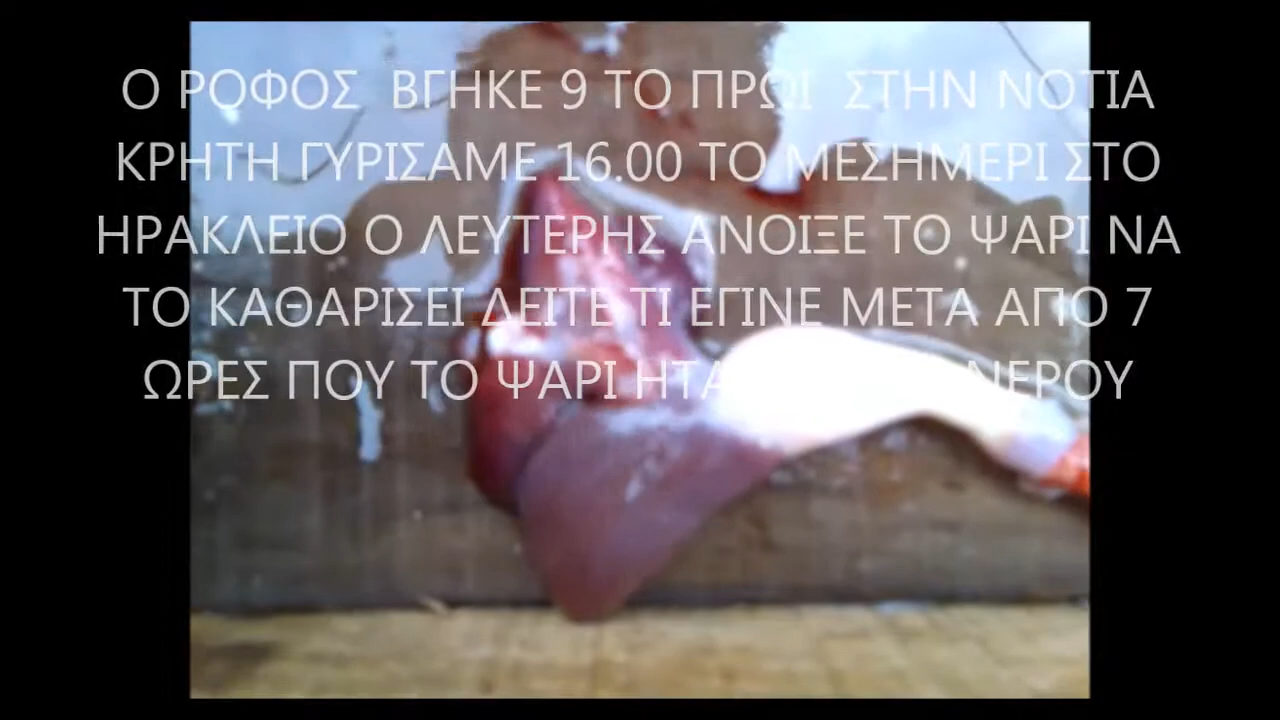 Ο ΡΟΦΟΣ ΒΓΗΚΕ 9 ΤΟ ΠΡΩΙ ΣΤΗΝ ΝΟΤΙΑ
ΚΡΗΤΗ ΓΥΡΙΣΑΜΕ 16.00 ΤΟ ΜΕΣΗΜΕΡΙ ΣΤΟ
ΗΡΑΚΛΕΙΟ Ο ΛΕΥΤΕΡΗΣ ΑΝΟΙΞΕ ΤΟ ΨΑΡΙ ΝΑ
ΤΟ ΚΑΘΑΡΙΣΕΙ ΔΕΙΤΕ ΤΙ ΕΓΙΝΕ ΜΕΤΑ ΑΠΟ 7
ΩΡΕΣ ΠΟΥ ΤΟ ΨΑΡΙ ΝΕΡΟΥ